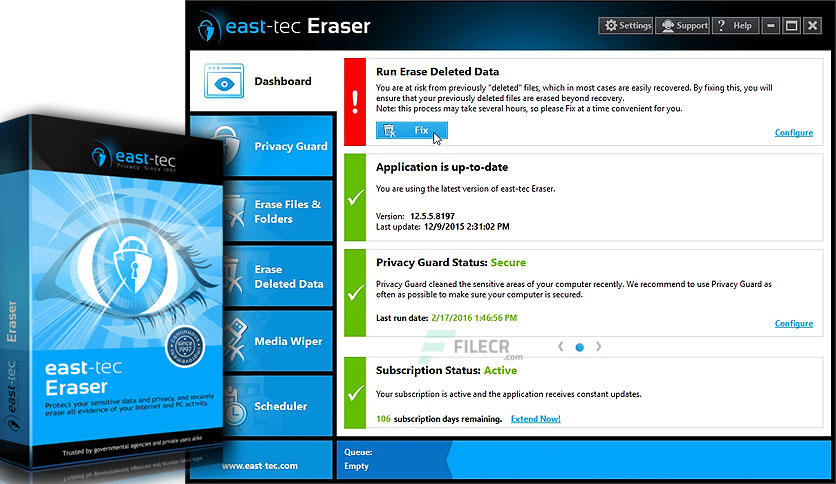 east-tec Eraser
Settings
Support
? Help
Dashboard
Privacy Guard
Erase Files &
Folders
Erase
Deleted Data
Media Wiper
Scheduler
www.east-tec.com
Run Erase Deleted Data
You are at risk from previously "deleted" files, which in most cases are easily recovered. By fixing this, you will
ensure that your previously deleted files are erased beyond recovery.
Note: this process may take several hours, so please Fix at a time convenient for you.
Fix
Configure
Application is up-to-date
You are using the latest version of east-tec Eraser.
Version: 12.5.5.8197
Last update: 12/9/2015 2:31:02 PM
Privacy Guard Status: Secure
Privacy Guard cleaned the sensitive areas of your computer recently. We recommend to use Privacy Guard as
often as possible to make sure your computer is secured.
Last run date: 2/17/2016 1:46:56 PM
Configure
FILECR
.com
Subscription Status: Active
Your subscription is active and the application receives constant updates.
106 subscription days remaining. Extend Now!
Queue:
Empty
east-tec
Privacy. Since 1997
Since
1997
east-tec
Eraser
Protect your sensitive data and privacy, and securely
erase all evidence of your Internet and PC activity.
Trusted by governmental agencies and private users alike
east-tec Eraser